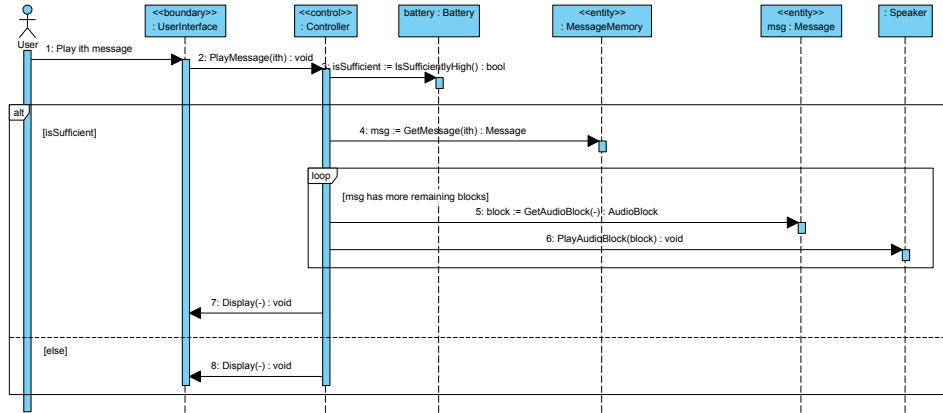 <<boundary>>
: UserInterface
<<control>>
: Controller
battery : Battery
<<entity>>
: MessageMemory
<<entity>>
msg : Message
: Speaker
User
1: Play ith message
2: PlayMessage(ith) : void
3: isSufficient := IsSufficientlyHigh() : bool
alt
[isSufficient]
4: msg := GetMessage(ith) : Message
loop
[msg has more remaining blocks]
5: block := GetAudioBlock(-) : AudioBlock
6: PlayAudioBlock(block) : void
7: Display(-) : void
[else]
8: Display(-) : void